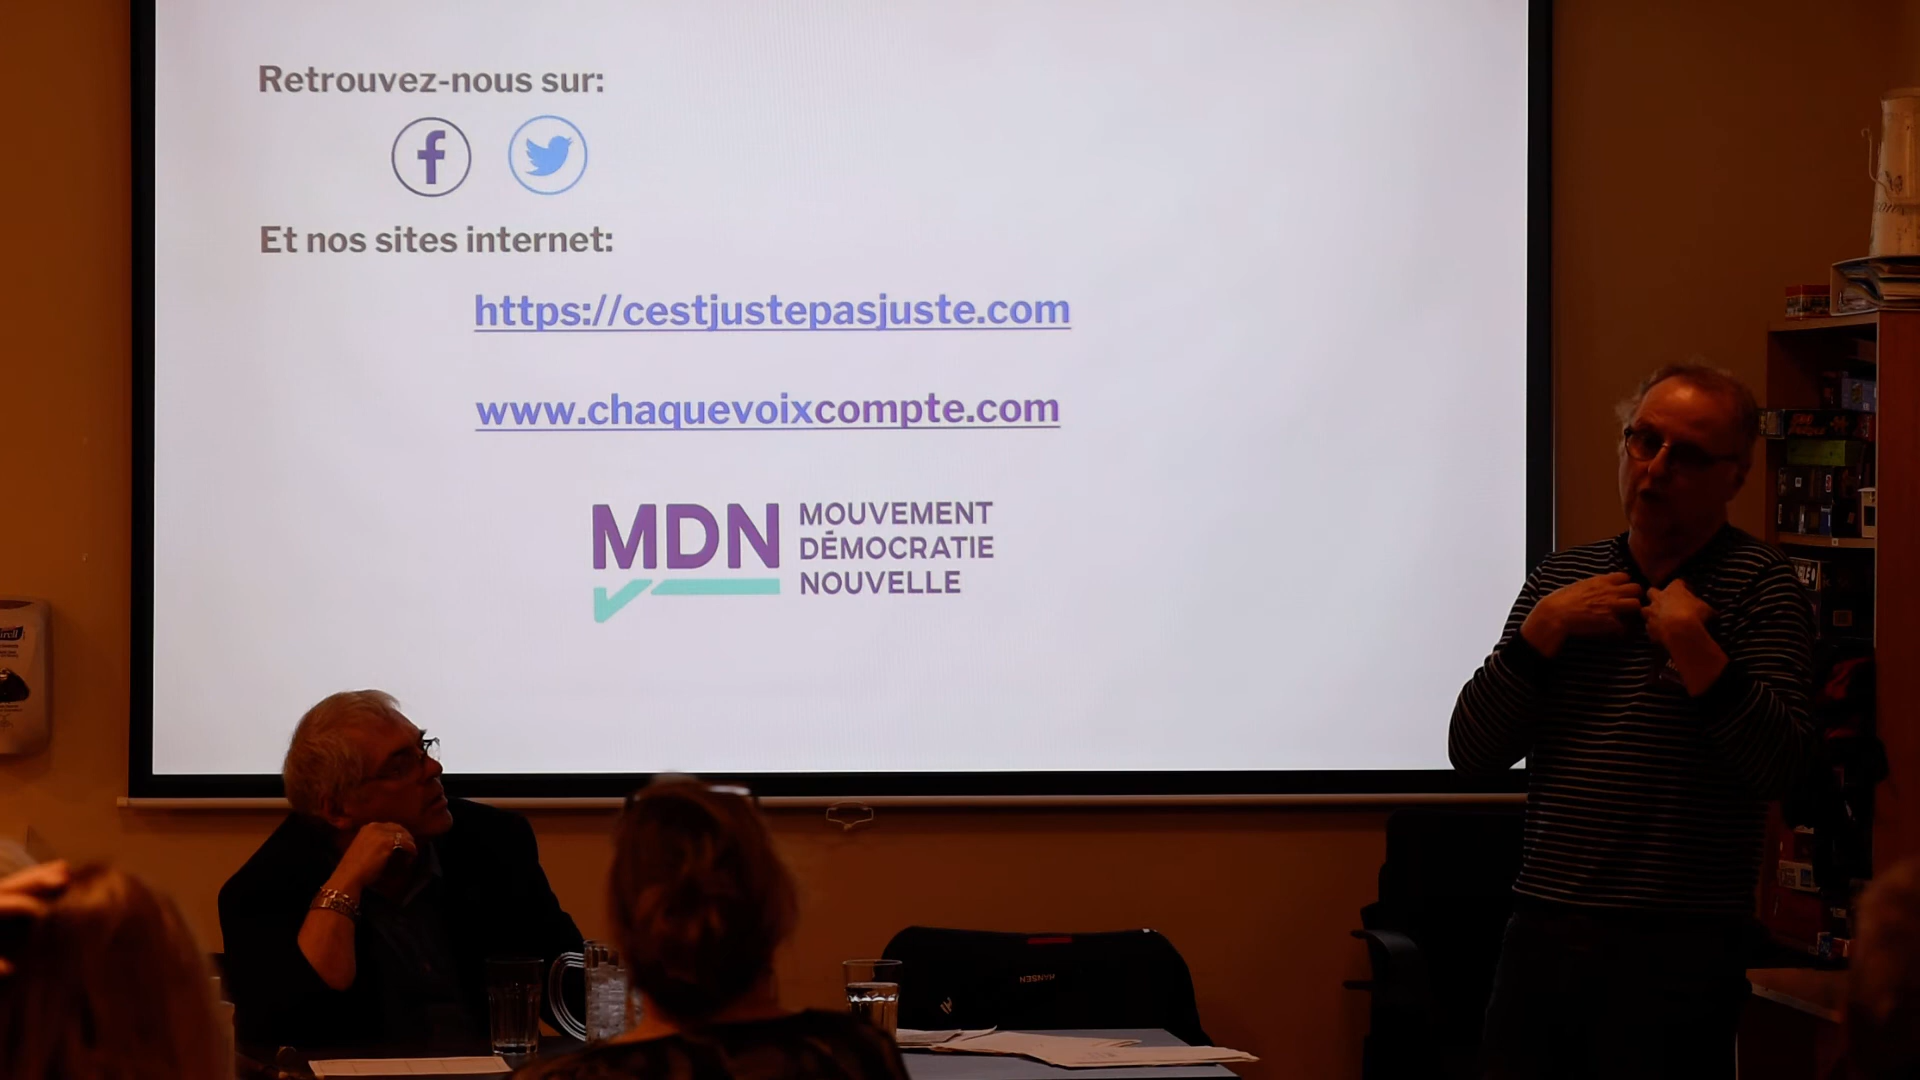 Retrouvez-nous sur:
f
Et nos sites internet:
https://cestjustepasjuste.com
www.chaquevoixcompte.com
MDN
MOUVEMENT
DÉMOCRATIE
NOUVELLE
HANSEN